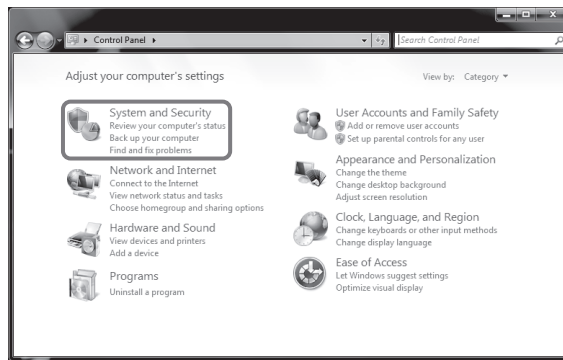 Control Panel
Search Control Panel
Adjust your computer's settings
View by: Category
System and Security
Review your computer's status
Back up your computer
Find and fix problems
Network and Internet
Connect to the Internet
View network status and tasks
Choose homegroup and sharing options
Hardware and Sound
View devices and printers
Add a device
Programs
Uninstall a program
User Accounts and Family Safety
Add or remove user accounts
Set up parental controls for any user
Appearance and Personalization
Change the theme
Change desktop background
Adjust screen resolution
Clock, Language, and Region
Change keyboards or other input methods
Change display language
Ease of Access
Let Windows suggest settings
Optimize visual display